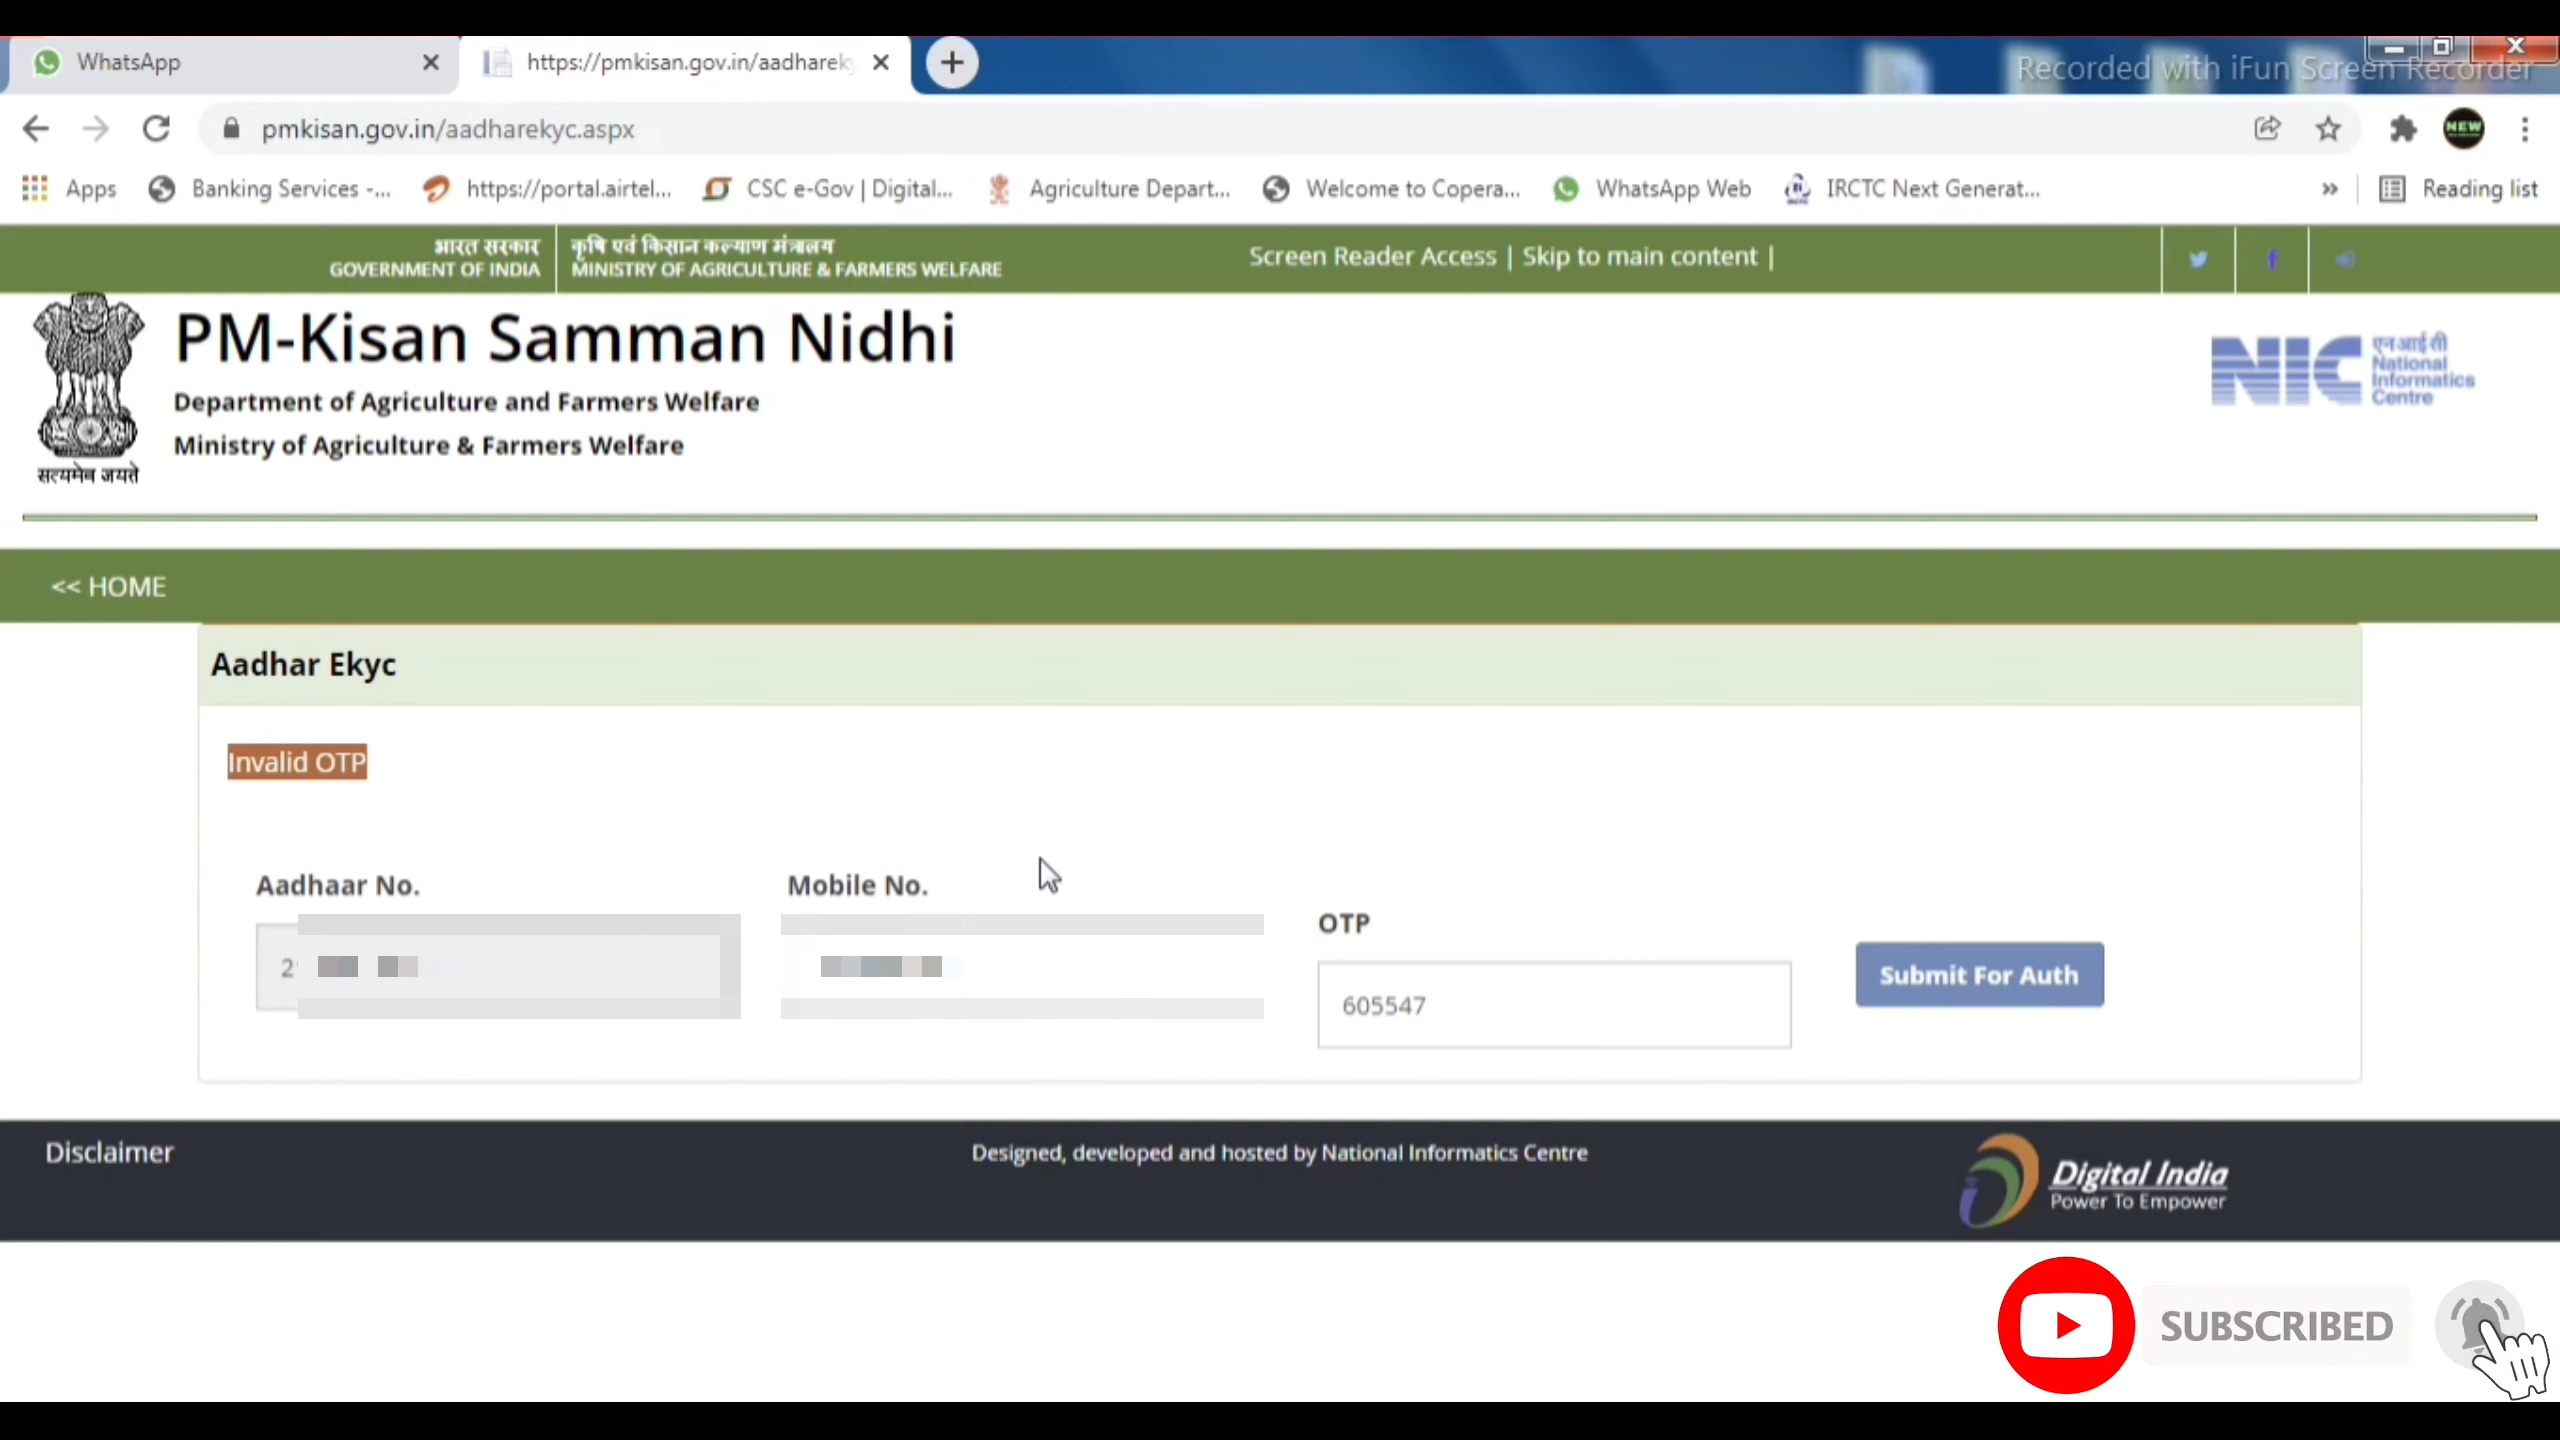 WhatsApp
https://pmkisan.gov.in/aadharek
Recorded with iFun Screen Recorder
pmkisan.gov.in/aadharekyc.aspx
NEW
Apps
Banking Services -...
https://portal.airtel...
CSC e-Gov | Digital...
Agriculture Depart...
Welcome to Copera...
WhatsApp Web
IRCTC Next Generat...
»
Reading list
भारत सरकार
GOVERNMENT OF INDIA
कृषि एवं किसान कल्याण मंत्रालय
MINISTRY OF AGRICULTURE & FARMERS WELFARE
Screen Reader Access | Skip to main content |
PM-Kisan Samman Nidhi
Department of Agriculture and Farmers Welfare
Ministry of Agriculture & Farmers Welfare
सत्यमेव जयते
NIC
एन आई सी
National
Informatics
Centre
<< HOME
Aadhar Ekyc
Invalid OTP
Aadhaar No.
Mobile No.
OTP
2
605547
Submit For Auth
Disclaimer
Designed, developed and hosted by National Informatics Centre
Digital India
Power To Empower
SUBSCRIBED